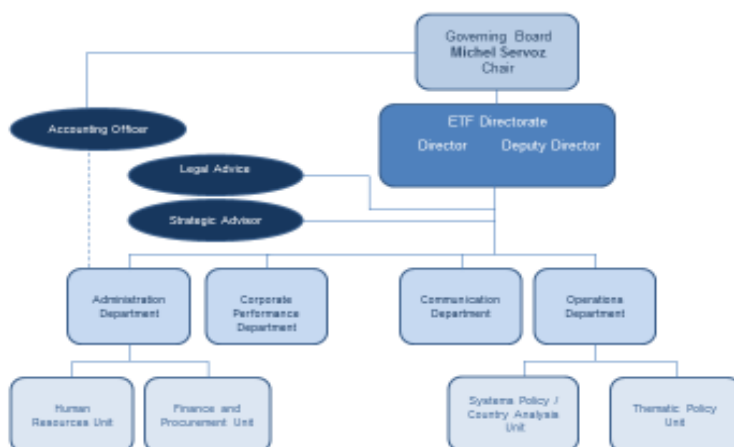 Governing Board
Michel Servoz
Chair
Accounting Officer
ETF Directorate
Director Deputy Director
Legal Advice
Strategic Advisor
Administration
Department
Corporate
Performance
Department
Communication
Department
Operations
Department
Human
Resources Unit
Finance and
Procurement Unit
Systems Policy /
Country Analysis
Unit
Thematic Policy
Unit